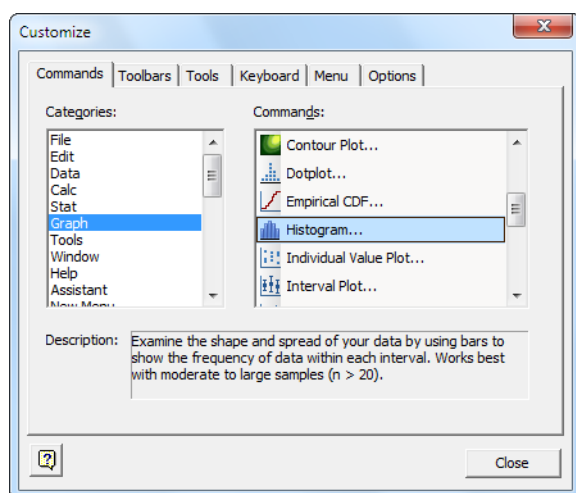 Customize
Commands Toolbars Tools Keyboard Menu Options
Categories:
File
Edit
Data
Calc
Stat
Graph
Tools
Window
Help
Assistant
New Menu
Commands:
Contour Plot...
Dotplot...
Empirical CDF...
Histogram...
Individual Value Plot...
Interval Plot...
Description:
Examine the shape and spread of your data by using bars to
show the frequency of data within each interval. Works best
with moderate to large samples (n > 20).
Close